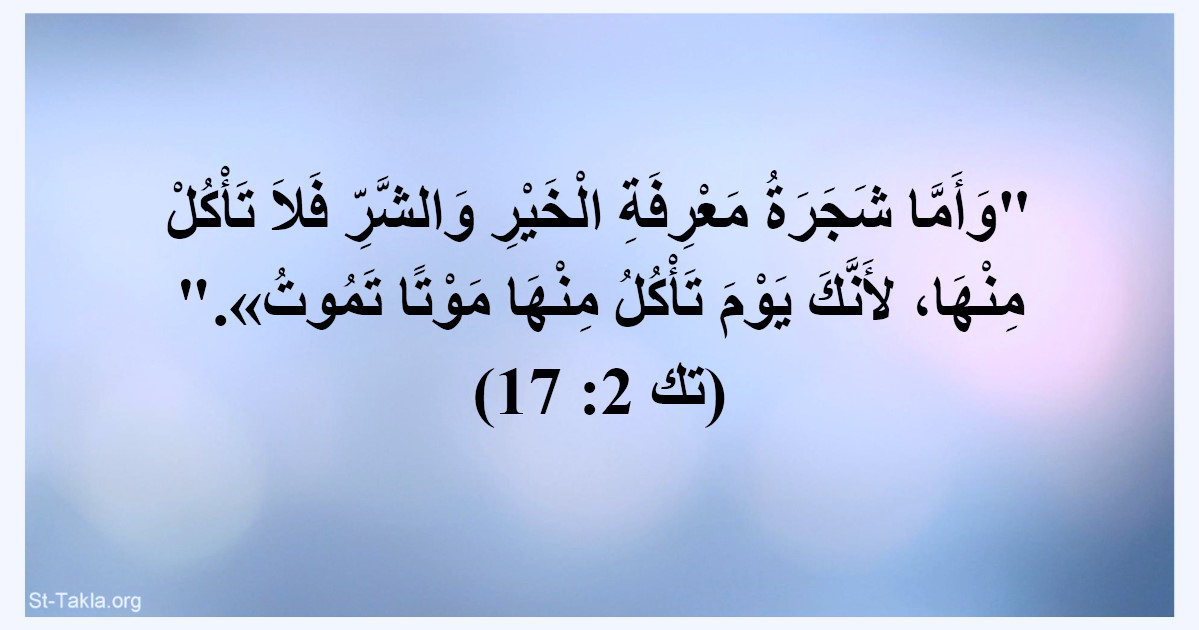 "وَأَمَّا شَجَرَةُ مَعْرِفَةِ الْخَيْرِ وَالشَّرِّ فَلاَ تَأْكُلْ
مِنْهَا، لأَنَّكَ يَوْمَ تَأْكُلُ مِنْهَا مَوْتًا تَمُوتُ»."
(تك 2: 17)
St-Takla.org